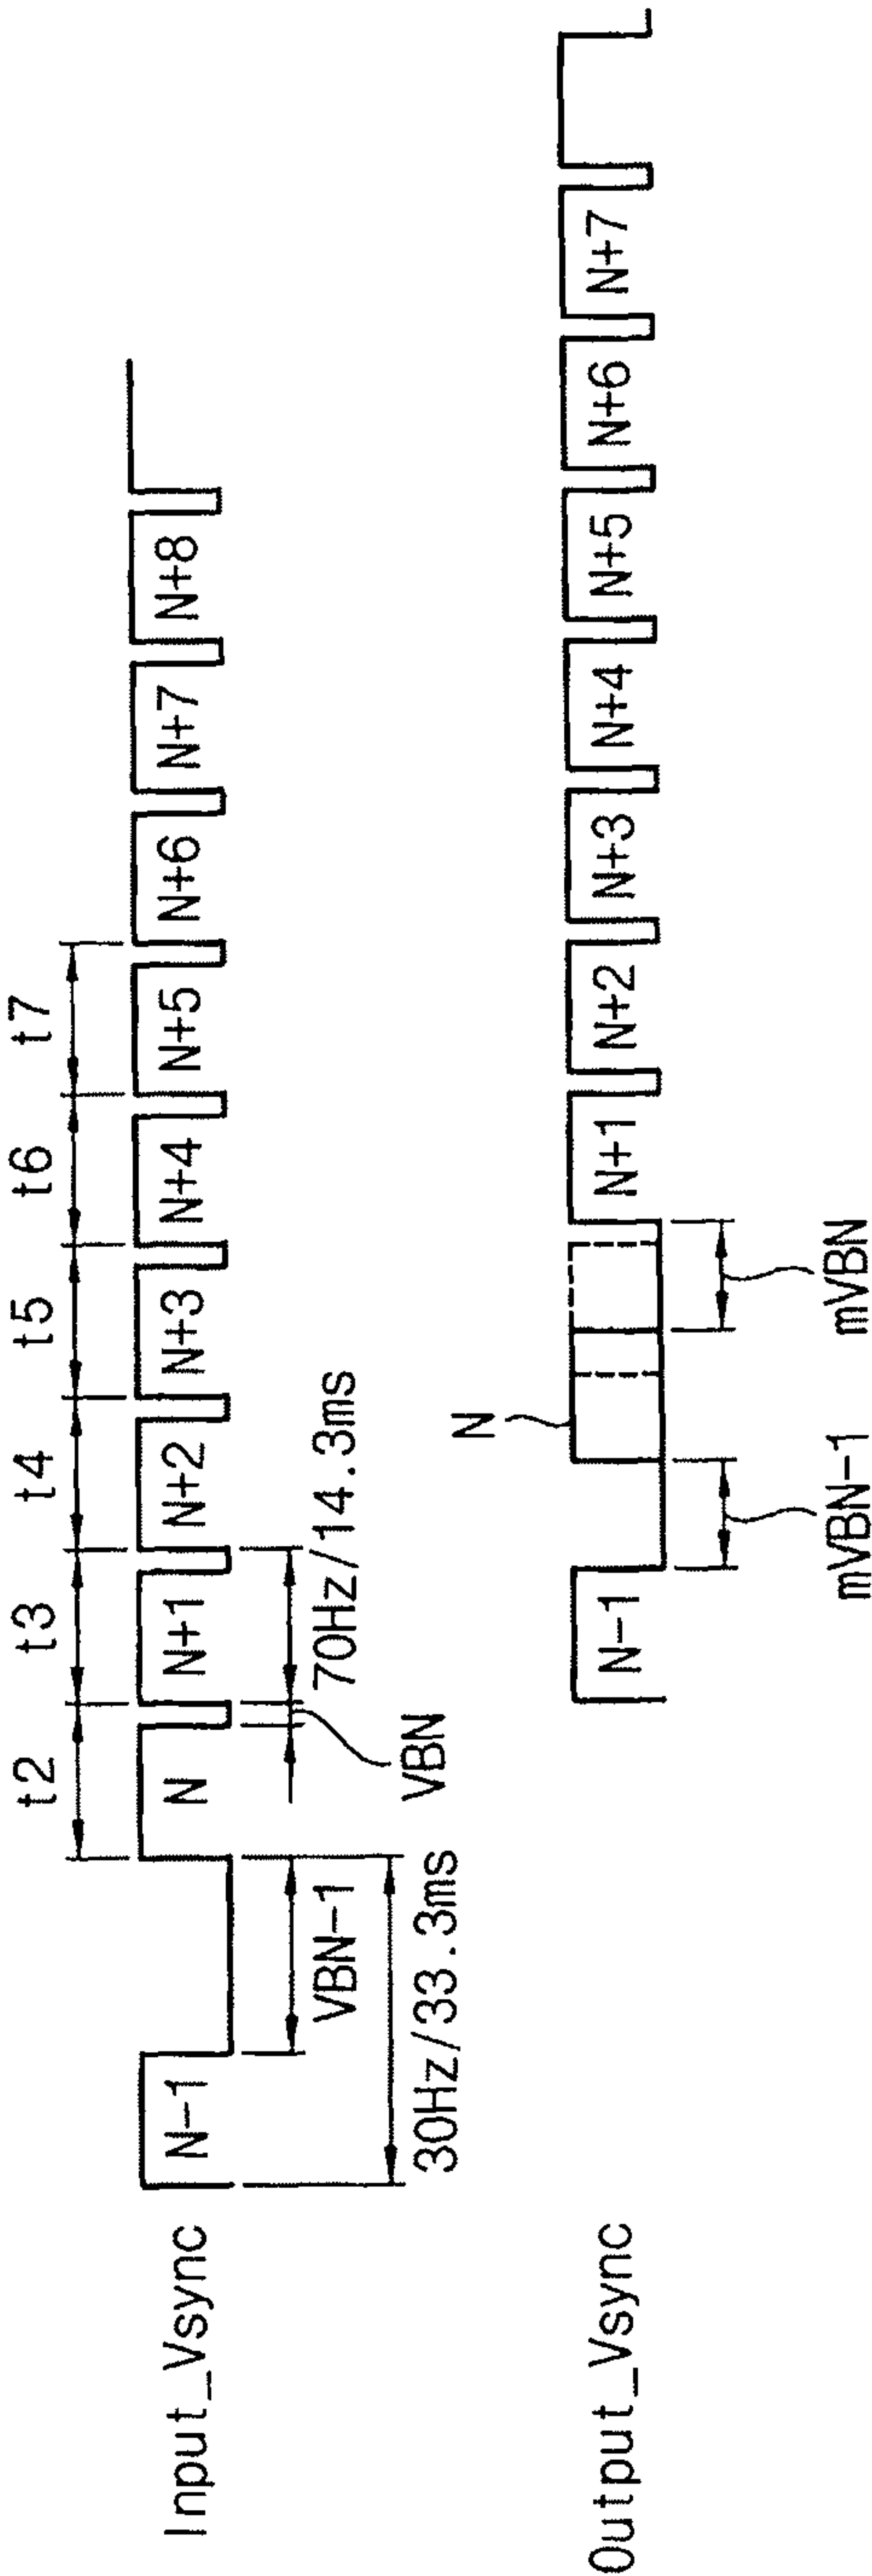 t2 t3 t4 t5 t6 t7
Input_Vsync N-1 N N+1 N+2 N+3 N+4 N+5 N+6 N+7 N+8
VBN-1 70Hz/14.3ms
30Hz/33.3ms VBN
N
Output_Vsync N-1 N+1 N+2 N+3 N+4 N+5 N+6 N+7
mVBN-1 mVBN